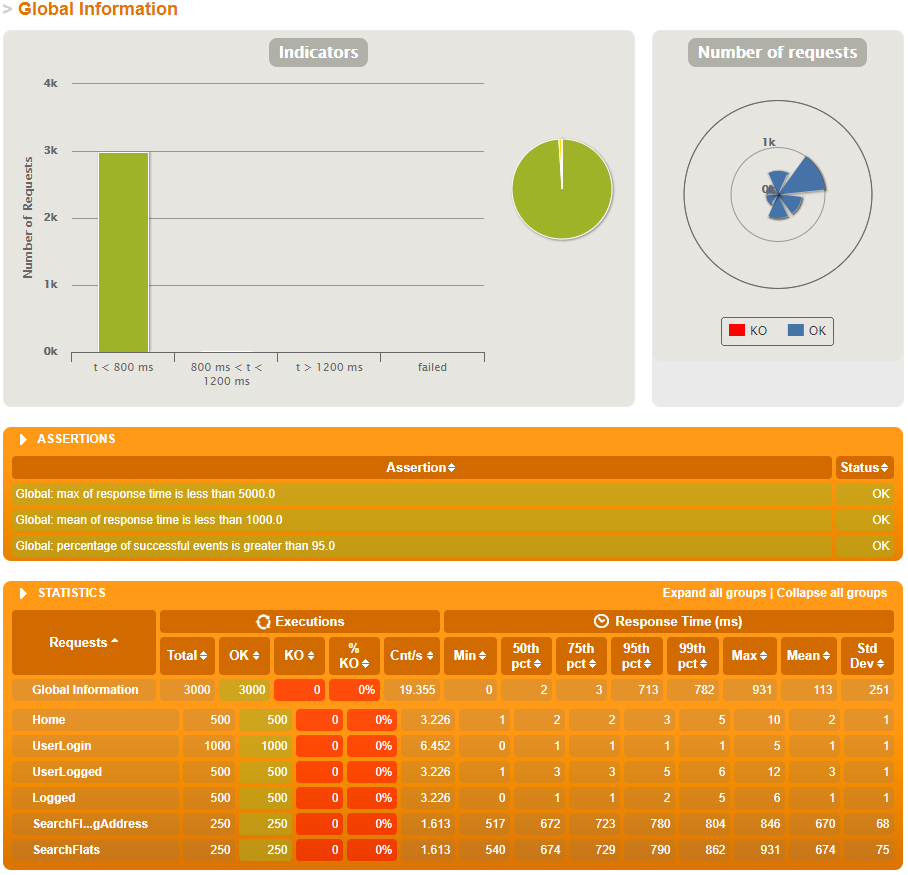 > Global Information
Indicators
Number of requests
Number of Requests
4k
3k
2k
1k
0k
t < 800 ms
800 ms < t <
1200 ms
t > 1200 ms
failed
1k
0k
KO OK
ASSERTIONS
Assertion Status
Global: max of response time is less than 5000.0 OK
Global: mean of response time is less than 1000.0 OK
Global: percentage of successful events is greater than 95.0 OK
STATISTICS Expand all groups | Collapse all groups
Requests Executions Response Time (ms)
Total OK KO % KO Cnt/s Min 50th pct 75th pct 95th pct 99th pct Max Mean Std Dev
Global Information 3000 3000 0 0% 19.355 0 2 3 713 782 931 113 251
Home 500 500 0 0% 3.226 1 2 2 3 5 10 2 1
UserLogin 1000 1000 0 0% 6.452 0 1 1 1 1 5 1 1
UserLogged 500 500 0 0% 3.226 1 3 3 5 6 12 3 1
Logged 500 500 0 0% 3.226 0 1 1 2 5 6 1 1
SearchFl...gAddress 250 250 0 0% 1.613 517 672 723 780 804 846 670 68
SearchFlats 250 250 0 0% 1.613 540 674 729 790 862 931 674 75